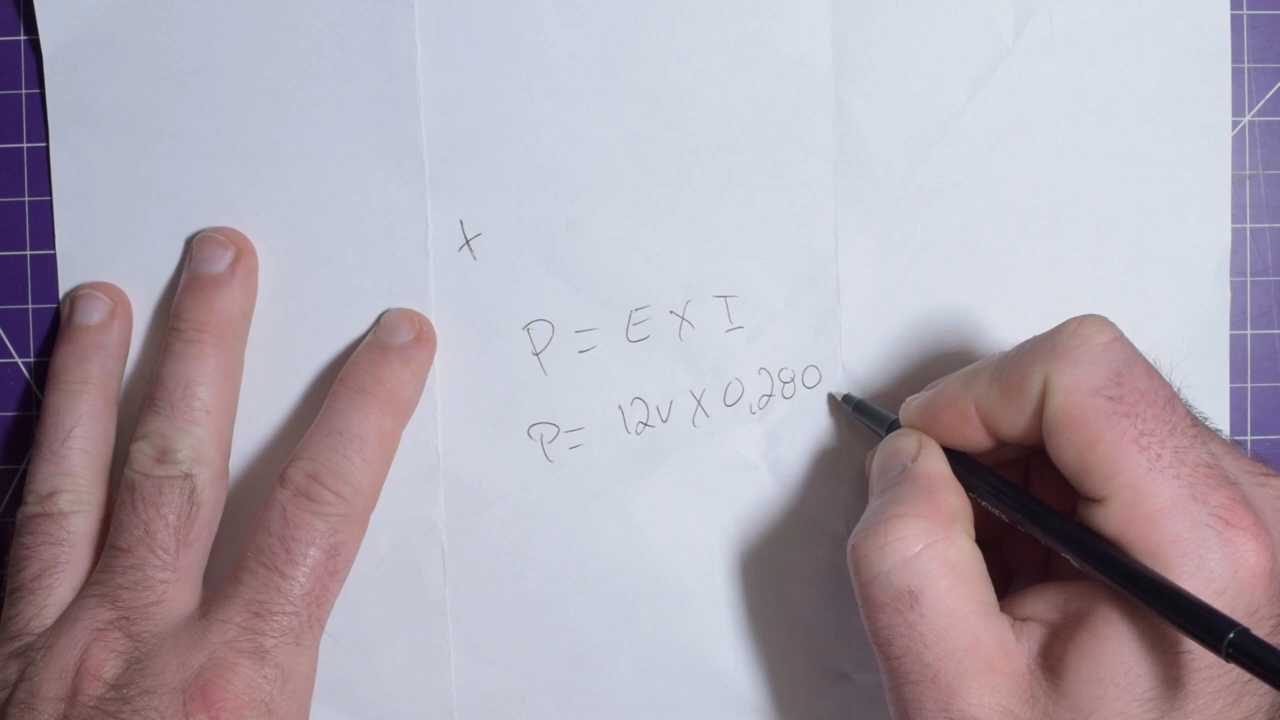 X
P = E X I
P = 12V X 0,280